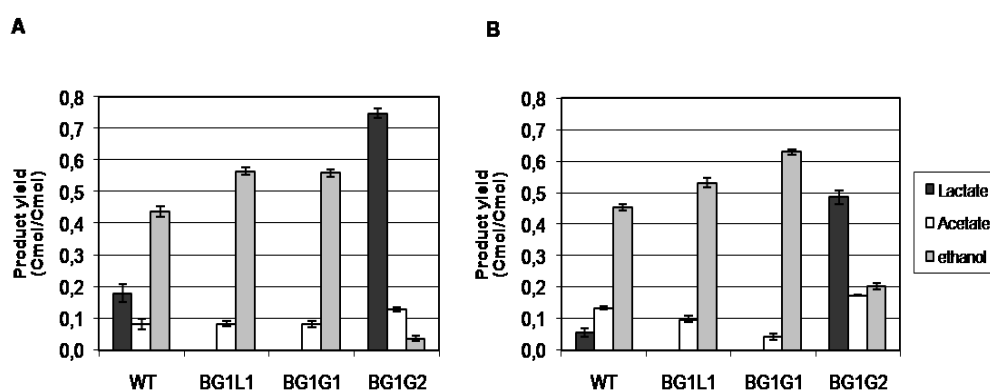 A
Product yield
(Cmol/Cmol)
0,8
0,7
0,6
0,5
0,4
0,3
0,2
0,1
0,0
WT BG1L1 BG1G1 BG1G2
B
Product yield
(Cmol/Cmol)
0,8
0,7
0,6
0,5
0,4
0,3
0,2
0,1
0,0
WT BG1L1 BG1G1 BG1G2
Lactate
Acetate
ethanol